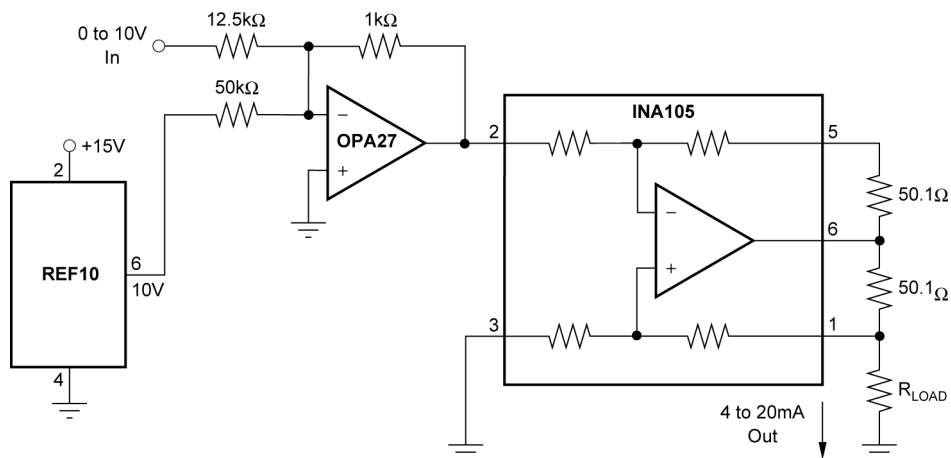 12.5kΩ
1kΩ
0 to 10V
In
50kΩ
OPA27
+15V
2
REF10
6
10V
4
INA105
2
5
50.1Ω
6
50.1Ω
3
1
RLOAD
4 to 20mA
Out